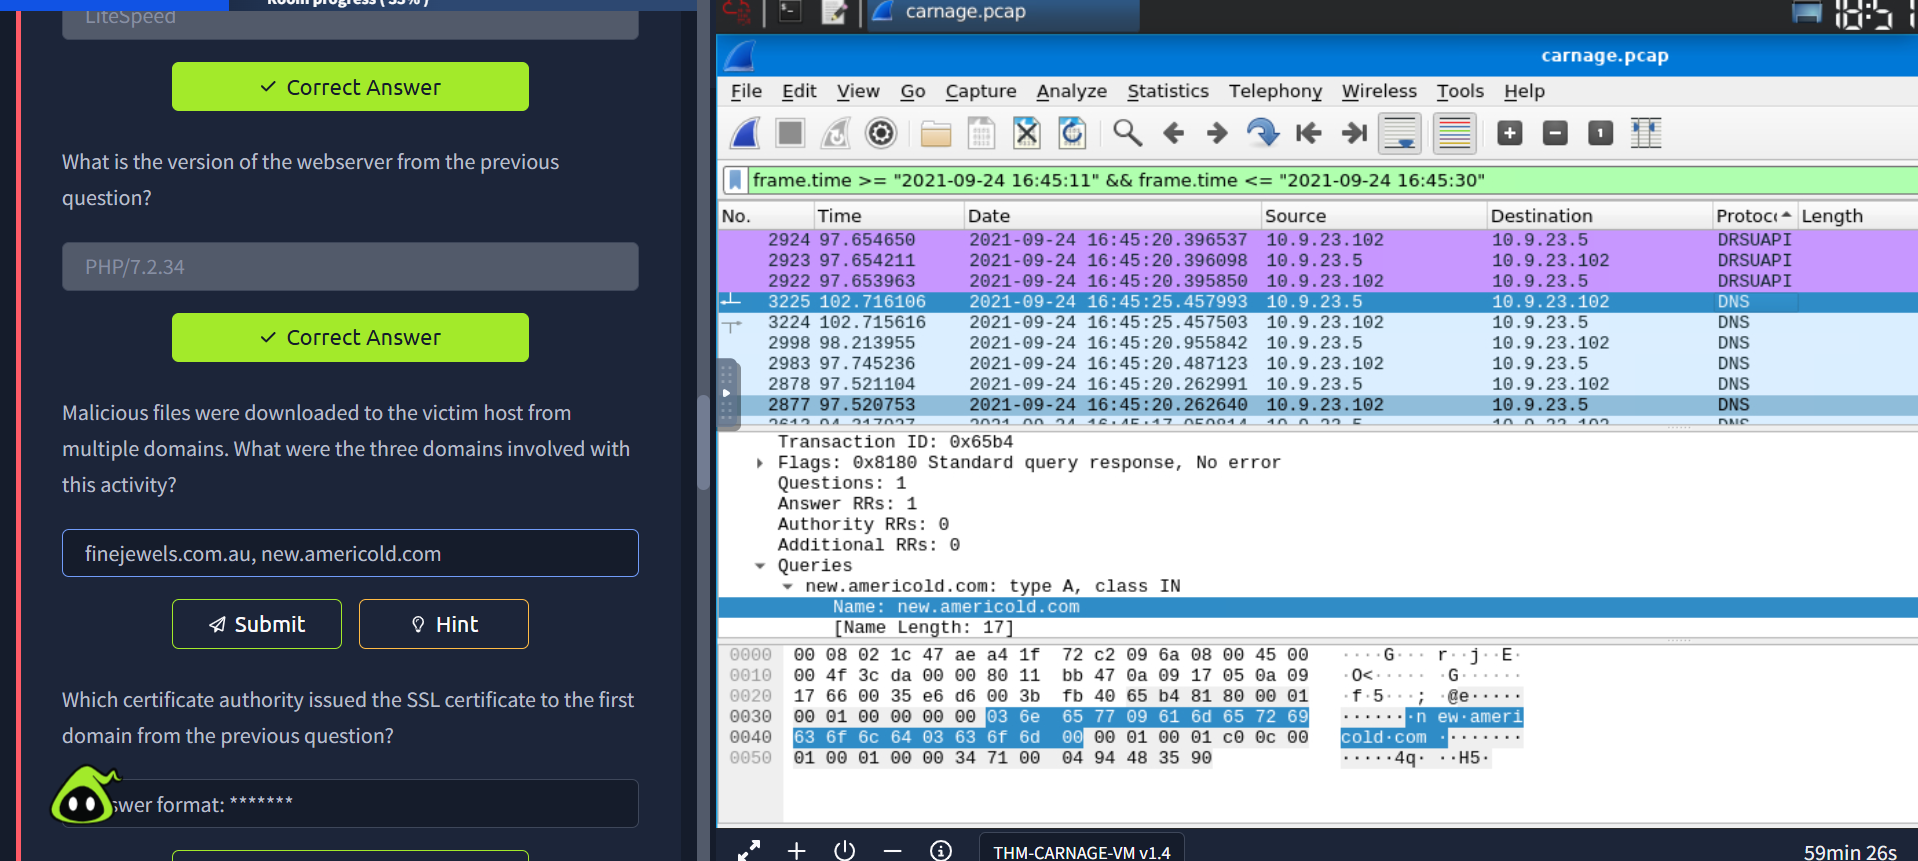 Room progress ( 55% )
LiteSpeed
Correct Answer
What is the version of the webserver from the previous
question?
PHP/7.2.34
Correct Answer
Malicious files were downloaded to the victim host from
multiple domains. What were the three domains involved with
this activity?
finejewels.com.au, new.americold.com
Submit
Hint
Which certificate authority issued the SSL certificate to the first
domain from the previous question?
swer format: *******
carnage.pcap
18:51
carnage.pcap
File Edit View Go Capture Analyze Statistics Telephony Wireless Tools Help
frame.time >= "2021-09-24 16:45:11" && frame.time <= "2021-09-24 16:45:30"
No. Time Date Source Destination Protoc Length
2924 97.654650 2021-09-24 16:45:20.396537 10.9.23.102 10.9.23.5 DRSUAPI
2923 97.654211 2021-09-24 16:45:20.396098 10.9.23.5 10.9.23.102 DRSUAPI
2922 97.653963 2021-09-24 16:45:20.395850 10.9.23.102 10.9.23.5 DRSUAPI
3225 102.716106 2021-09-24 16:45:25.457993 10.9.23.5 10.9.23.102 DNS
3224 102.715616 2021-09-24 16:45:25.457503 10.9.23.102 10.9.23.5 DNS
2998 98.213955 2021-09-24 16:45:20.955842 10.9.23.5 10.9.23.102 DNS
2983 97.745236 2021-09-24 16:45:20.487123 10.9.23.102 10.9.23.5 DNS
2878 97.521104 2021-09-24 16:45:20.262991 10.9.23.5 10.9.23.102 DNS
2877 97.520753 2021-09-24 16:45:20.262640 10.9.23.102 10.9.23.5 DNS
Transaction ID: 0x65b4
Flags: 0x8180 Standard query response, No error
Questions: 1
Answer RRs: 1
Authority RRs: 0
Additional RRs: 0
Queries
new.americold.com: type A, class IN
Name: new.americold.com
[Name Length: 17]
0000 00 08 02 1c 47 ae a4 1f 72 c2 09 6a 08 00 45 00 ····G··· r··j··E·
0010 00 4f 3c da 00 00 80 11 bb 47 0a 09 17 05 0a 09 ·O<····· ·G······
0020 17 66 00 35 e6 d6 00 3b fb 40 65 b4 81 80 00 01 ·f·5···; ·@e·····
0030 00 01 00 00 00 00 03 6e 65 77 09 61 6d 65 72 69 ·······n ew·ameri
0040 63 6f 6c 64 03 63 6f 6d 00 00 01 00 01 c0 0c 00 cold·com ········
0050 01 00 01 00 00 34 71 00 04 94 48 35 90 ·····4q· ··H5·
THM-CARNAGE-VM v1.4
59min 26s